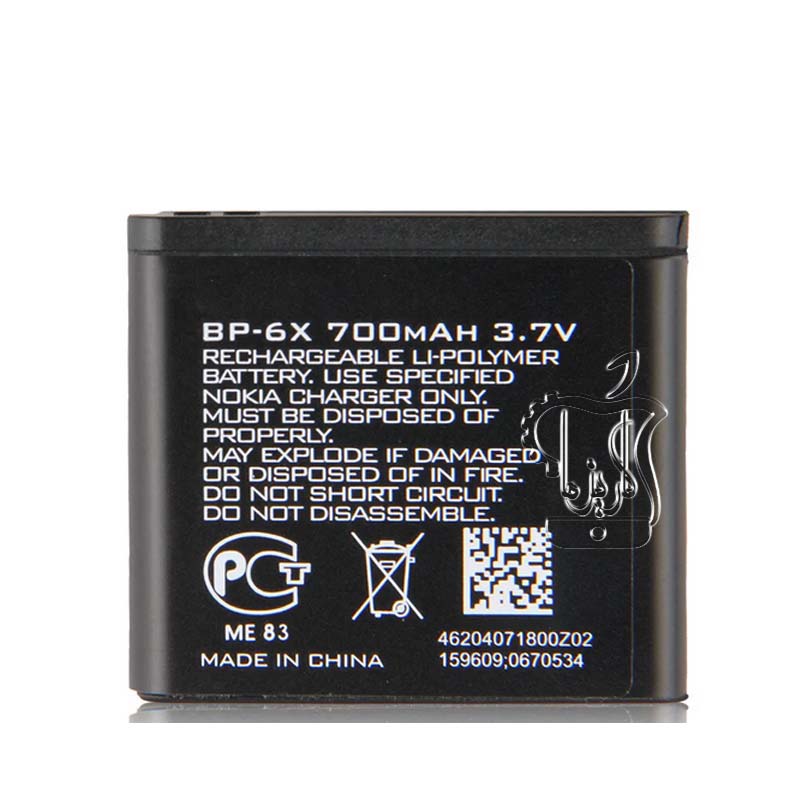 BP-6X 700MAH 3.7V
RECHARGEABLE LI-POLYMER
BATTERY. USE SPECIFIED
NOKIA CHARGER ONLY.
MUST BE DISPOSED OF
PROPERLY.
MAY EXPLODE IF DAMAGED
OR DISPOSED OF IN FIRE.
DO NOT SHORT CIRCUIT.
DO NOT DISASSEMBLE.
РСТ
ME 83
46204071800Z02
MADE IN CHINA
159609;0670534